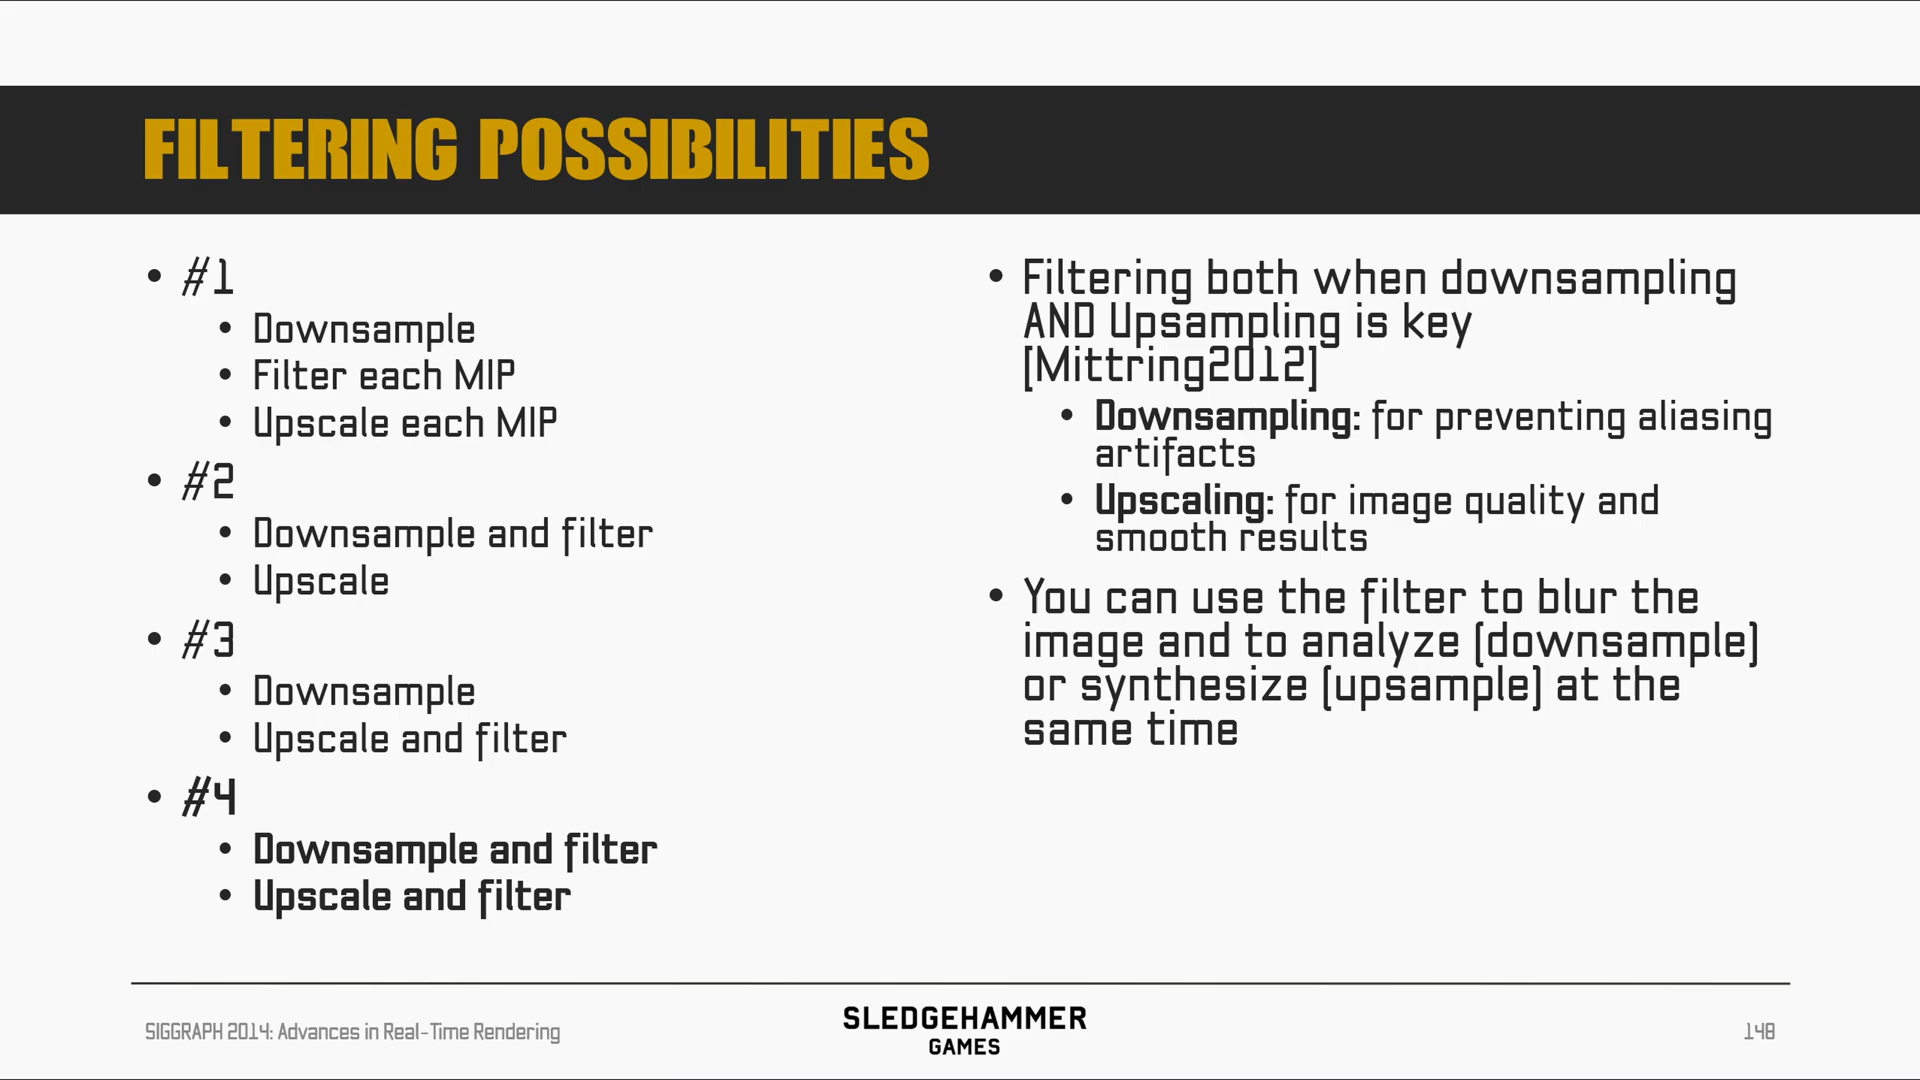 FILTERING POSSIBILITIES
• #1
• Downsample
• Filter each MIP
• Upscale each MIP
• #2
• Downsample and filter
• Upscale
• #3
• Downsample
• Upscale and filter
• #4
• Downsample and filter
• Upscale and filter
• Filtering both when downsampling
AND Upsampling is key
[Mittring2012]
• Downsampling: for preventing aliasing
artifacts
• Upscaling: for image quality and
smooth results
• You can use the filter to blur the
image and to analyze (downsample)
or synthesize (upsample) at the
same time
SIGGRAPH 2014: Advances in Real-Time Rendering
SLEDGEHAMMER
GAMES
148